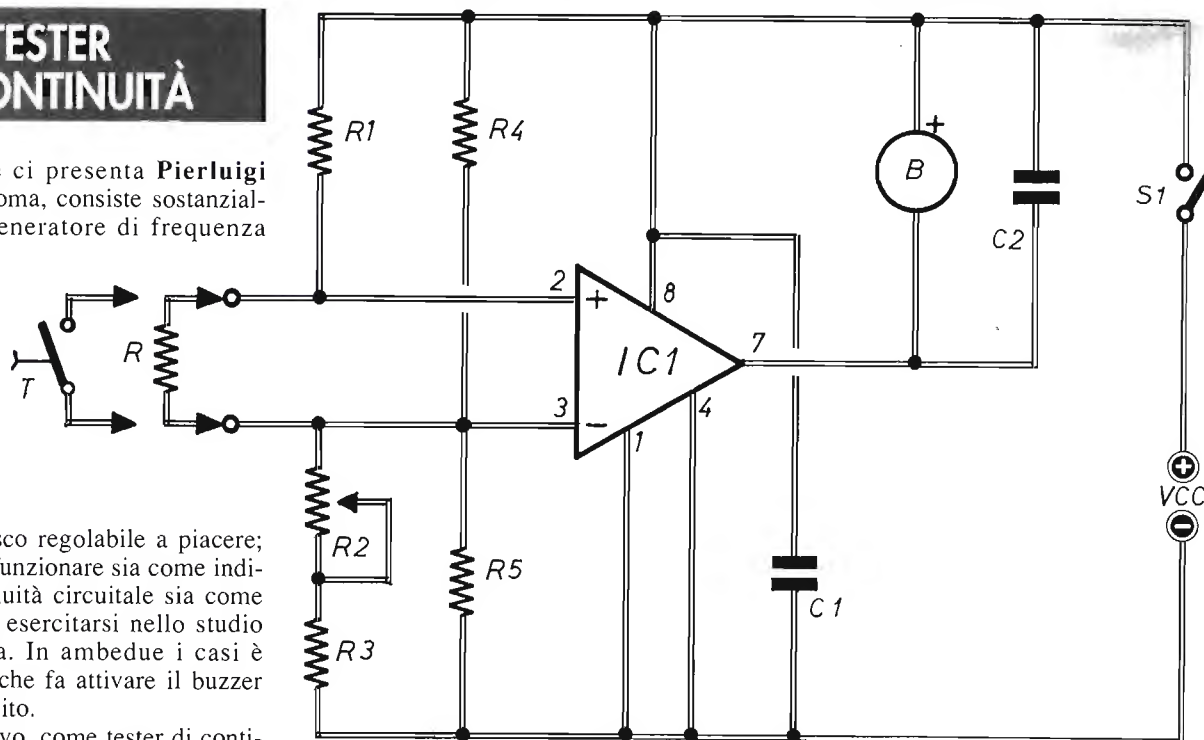 TESTER
ONTINUITÀ
e ci presenta Pierluigi
oma, consiste sostanzial-
eneratore di frequenza
sco regolabile a piacere;
funzionare sia come indi-
nuità circuitale sia come
esercitarsi nello studio
a. In ambedue i casi è
che fa attivare il buzzer
ito.
vo, come tester di conti-
R1
R4
B
+
C2
S1
2
+
8
T
R
IC1
7
3
−
1
4
+
VCC
−
R2
R5
C1
R3